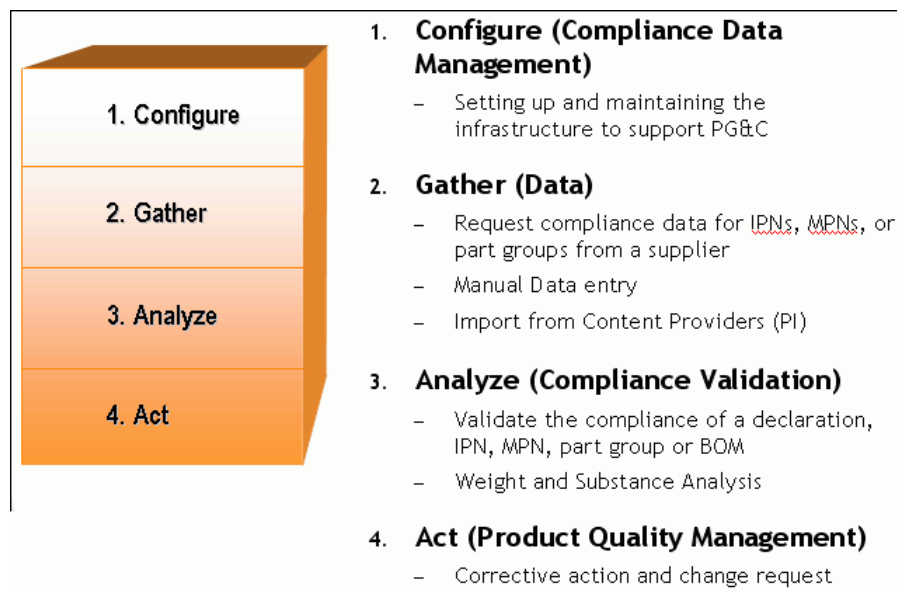 1. Configure
2. Gather
3. Analyze
4. Act
1. Configure (Compliance Data
Management)
– Setting up and maintaining the
infrastructure to support PG&C
2. Gather (Data)
– Request compliance data for IPNs, MPNs, or
part groups from a supplier
– Manual Data entry
– Import from Content Providers (PI)
3. Analyze (Compliance Validation)
– Validate the compliance of a declaration,
IPN, MPN, part group or BOM
– Weight and Substance Analysis
4. Act (Product Quality Management)
– Corrective action and change request